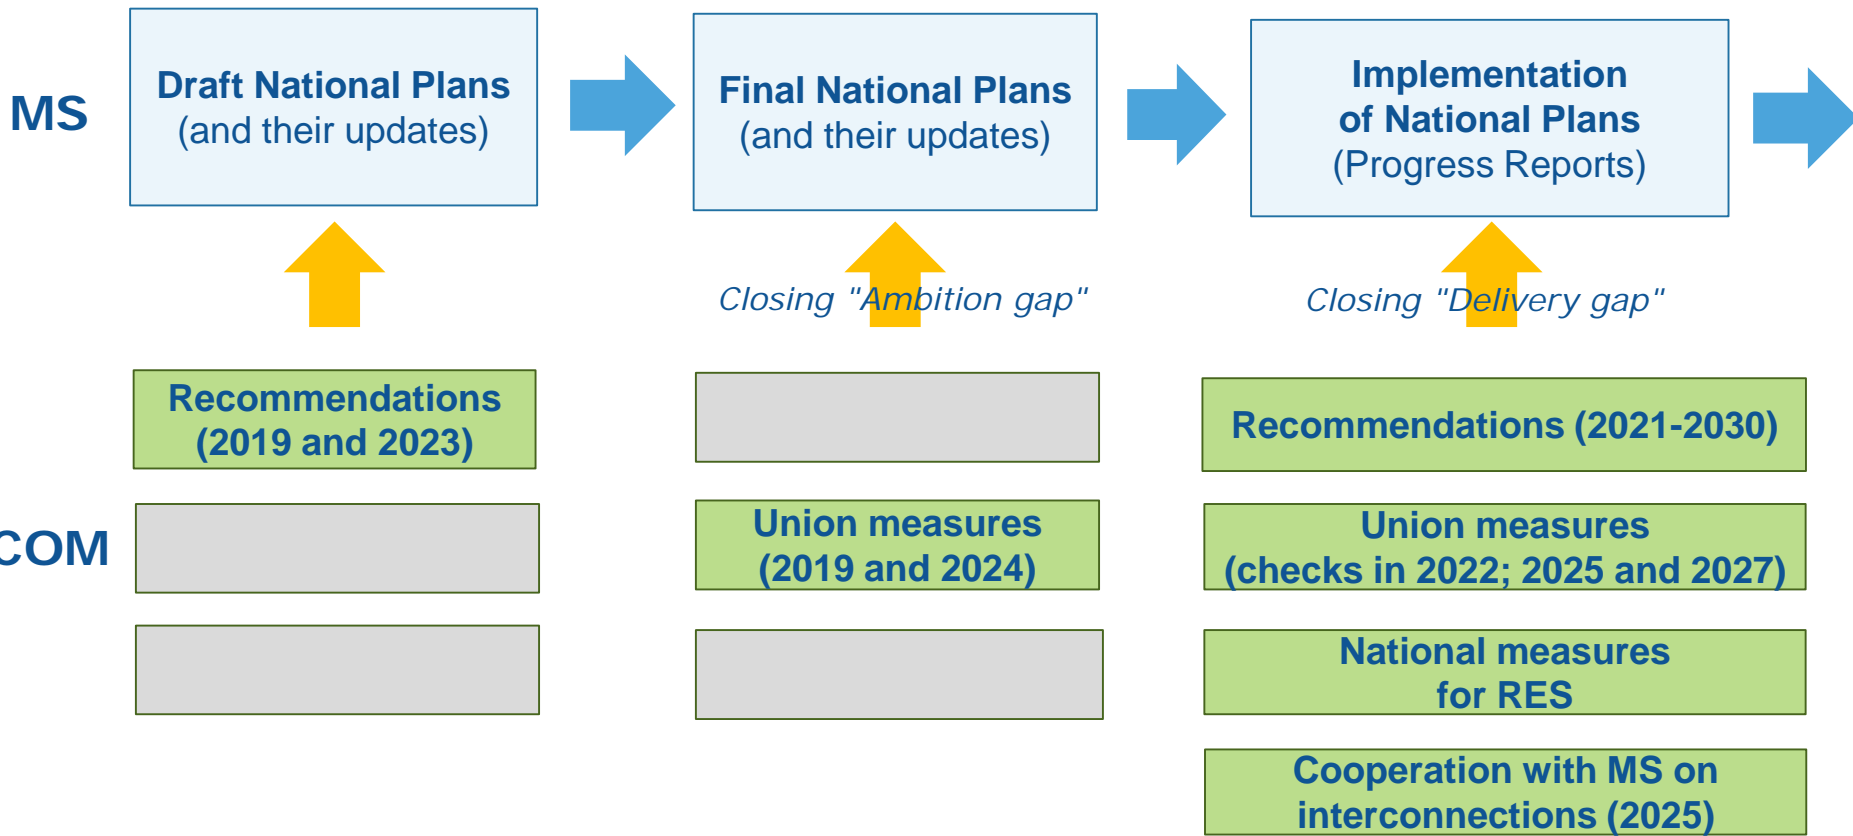 MS
Draft National Plans
(and their updates)
Final National Plans
(and their updates)
Implementation
of National Plans
(Progress Reports)
Closing "Ambition gap"
Closing "Delivery gap"
COM
Recommendations
(2019 and 2023)
Union measures
(2019 and 2024)
Recommendations (2021-2030)
Union measures
(checks in 2022; 2025 and 2027)
National measures
for RES
Cooperation with MS on
interconnections (2025)